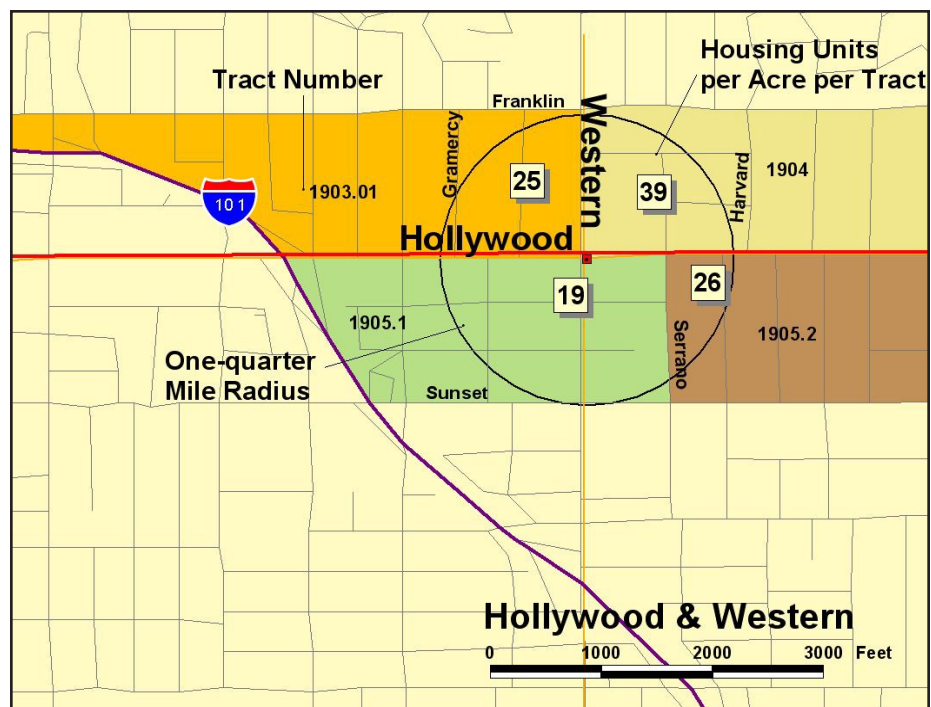 Housing Units
per Acre per Tract
Tract Number
Franklin
Western
Gramercy
Harvard
25
39
1904
1903.01
101
Hollywood
19
26
1905.1
Serrano
1905.2
One-quarter
Mile Radius
Sunset
Hollywood & Western
0 1000 2000 3000 Feet